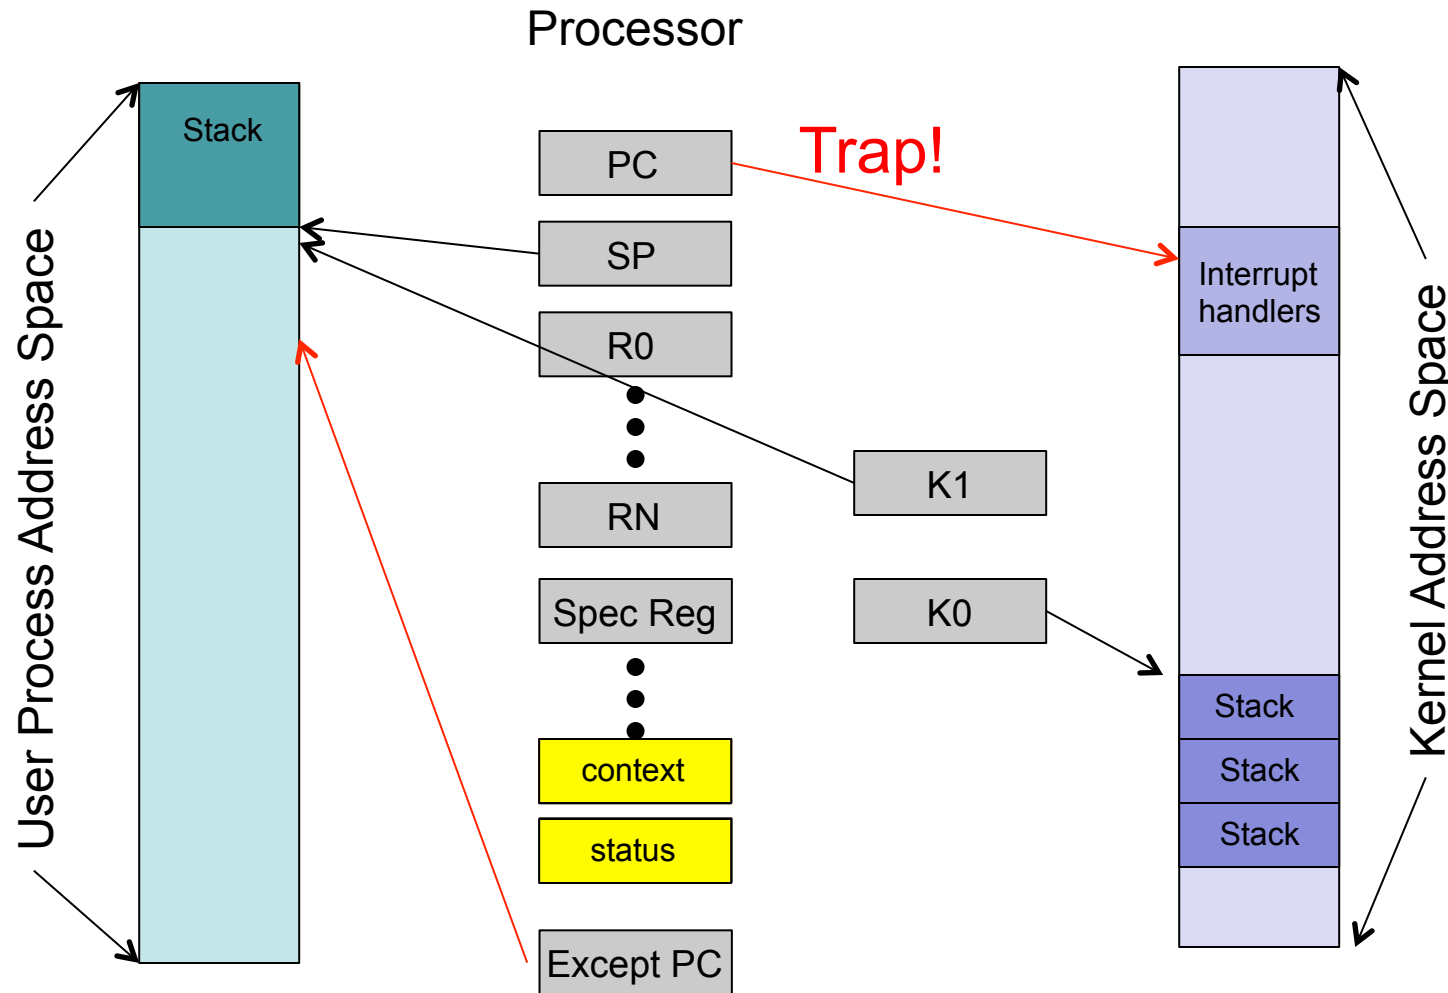 Processor
User Process Address Space
Stack
PC
Trap!
SP
R0
RN
Spec Reg
context
status
Except PC
K1
K0
Interrupt
handlers
Stack
Stack
Stack
Kernel Address Space